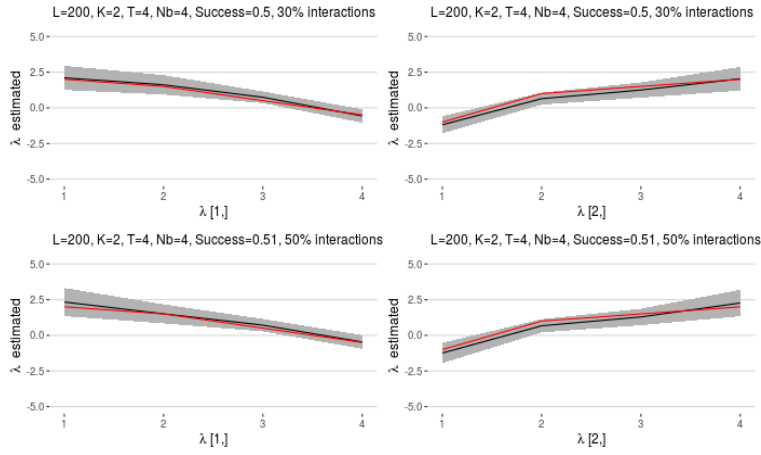 L=200, K=2, T=4, Nb=4, Success=0.5, 30% interactions
5.0
2.5
0.0
-2.5
-5.0
λ estimated
1 2 3 4
λ [1,]
L=200, K=2, T=4, Nb=4, Success=0.5, 30% interactions
5.0
2.5
0.0
-2.5
-5.0
λ estimated
1 2 3 4
λ [2,]
L=200, K=2, T=4, Nb=4, Success=0.51, 50% interactions
5.0
2.5
0.0
-2.5
-5.0
λ estimated
1 2 3 4
λ [1,]
L=200, K=2, T=4, Nb=4, Success=0.51, 50% interactions
5.0
2.5
0.0
-2.5
-5.0
λ estimated
1 2 3 4
λ [2,]